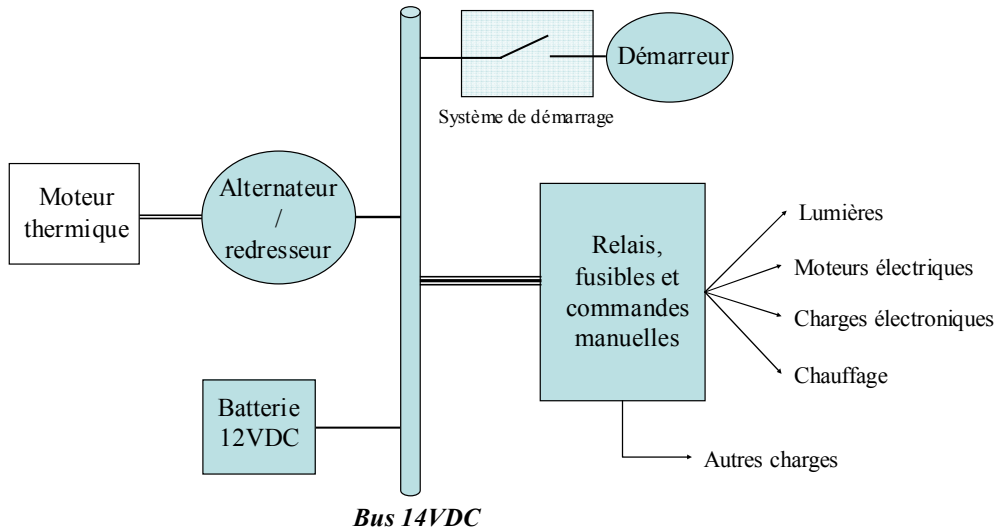 Démarreur
Système de démarrage
Moteur
thermique
Alternateur
/
redresseur
Relais,
fusibles et
commandes
manuelles
Lumières
Moteurs électriques
Charges électroniques
Chauffage
Batterie
12VDC
Autres charges
Bus 14VDC